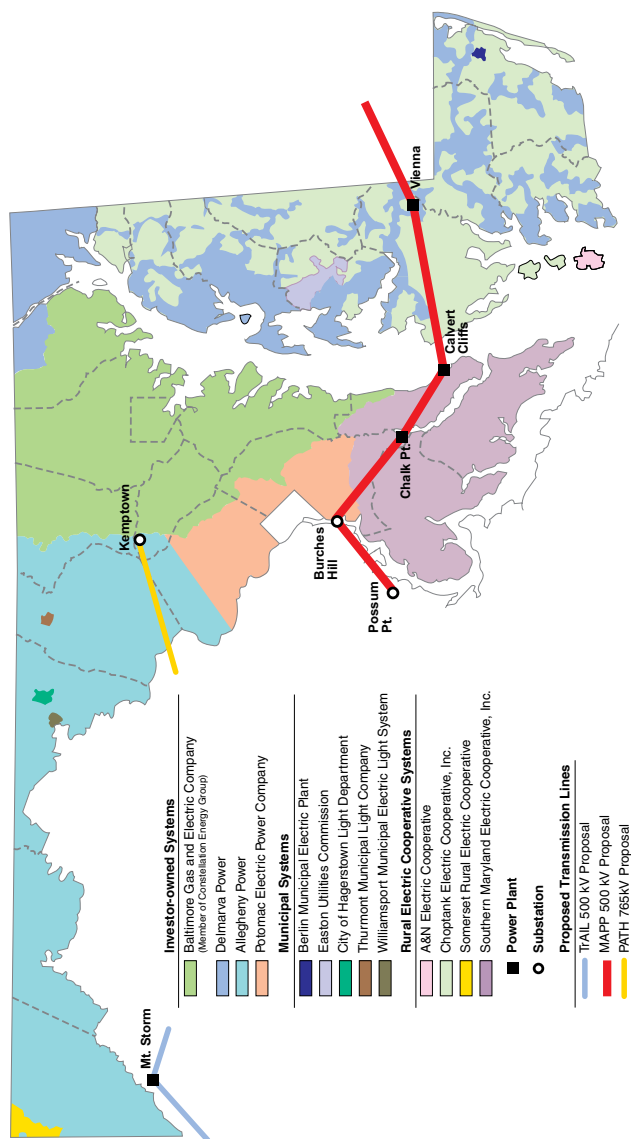 Mt. Storm
Kemptown
Burches
Hill
Possum
Pt.
Chalk Pt.
Calvert
Cliffs
Vienna
Investor-owned Systems
Baltimore Gas and Electric Company
(Member of Constellation Energy Group)
Delmarva Power
Allegheny Power
Potomac Electric Power Company
Municipal Systems
Berlin Municipal Electric Plant
Easton Utilities Commission
City of Hagerstown Light Department
Thurmont Municipal Light Company
Williamsport Municipal Electric Light System
Rural Electric Cooperative Systems
A&N Electric Cooperative
Choptank Electric Cooperative, Inc.
Somerset Rural Electric Cooperative
Southern Maryland Electric Cooperative, Inc.
Power Plant
Substation
Proposed Transmission Lines
TrAIL 500 kV Proposal
MAPP 500 kV Proposal
PATH 765kV Proposal